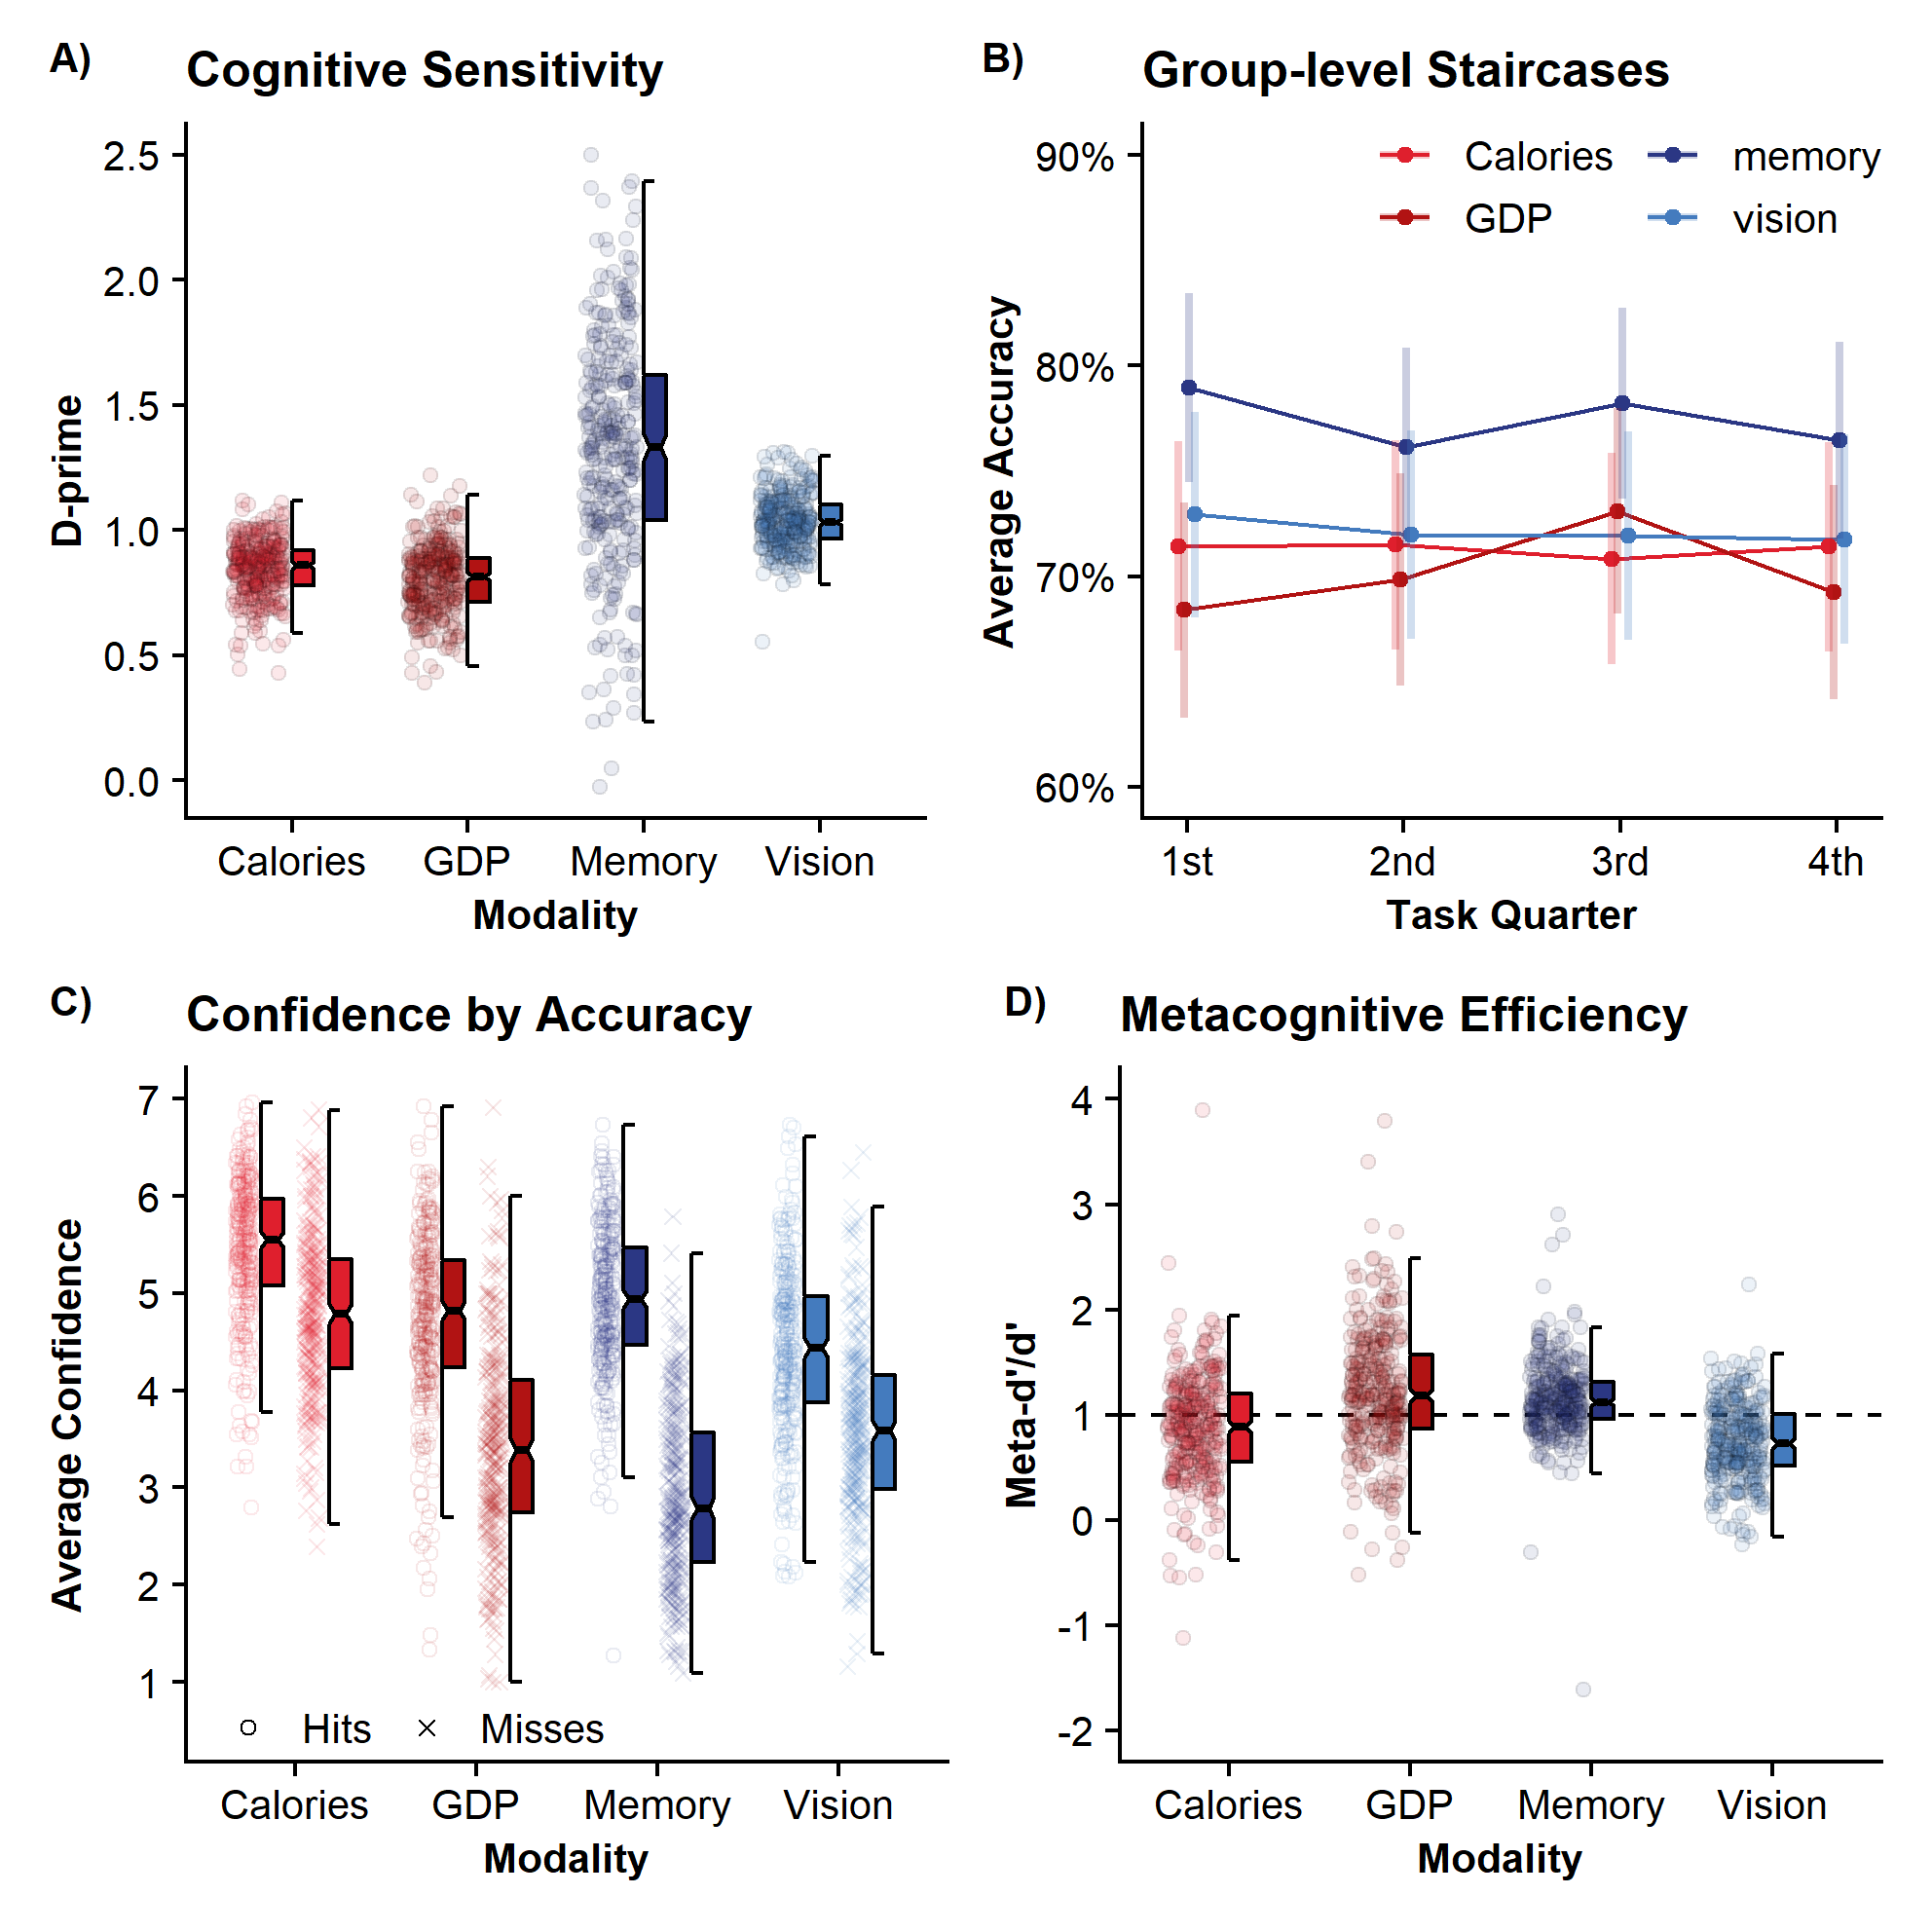 A)
Cognitive Sensitivity
D-prime
2.5
2.0
1.5
1.0
0.5
0.0
Calories GDP Memory Vision
Modality
B)
Group-level Staircases
Average Accuracy
90%
80%
70%
60%
Calories memory
GDP vision
1st 2nd 3rd 4th
Task Quarter
C)
Confidence by Accuracy
Average Confidence
7
6
5
4
3
2
1
Hits Misses
Calories GDP Memory Vision
Modality
D)
Metacognitive Efficiency
Meta-d'/d'
4
3
2
1
0
-1
-2
Calories GDP Memory Vision
Modality